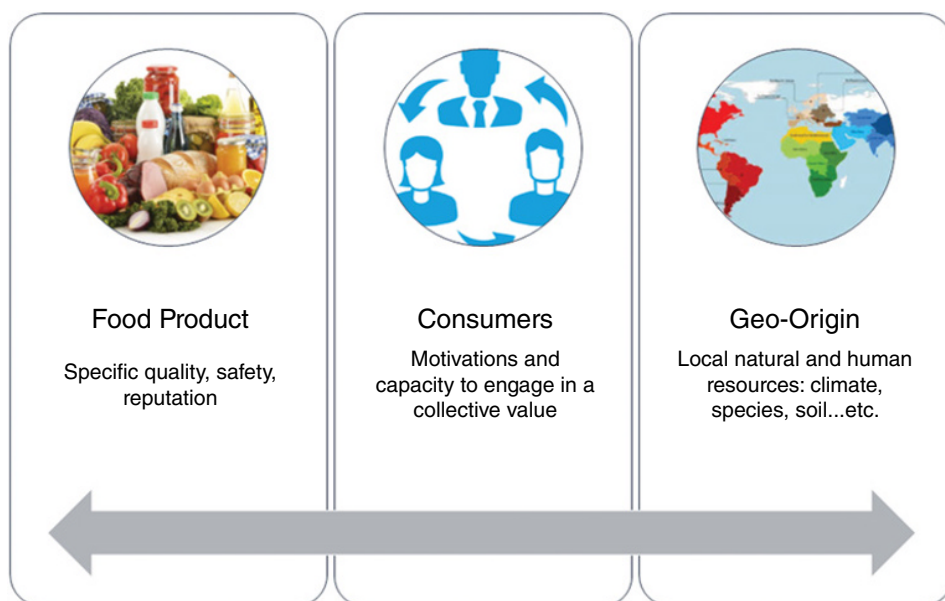 Food Product
Specific quality, safety,
reputation
Consumers
Motivations and
capacity to engage in a
collective value
Geo-Origin
Local natural and human
resources: climate,
species, soil...etc.